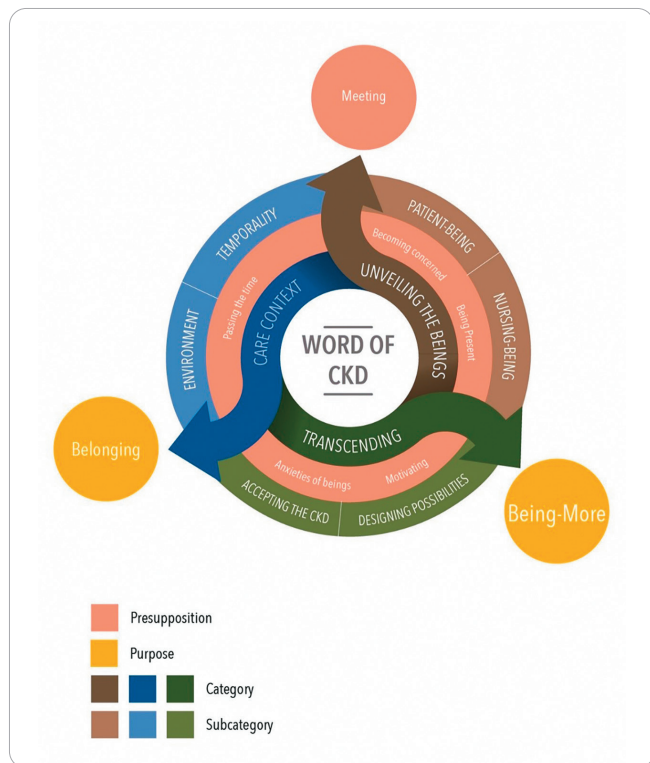 Meeting
TEMPORALITY
PATIENT-BEING
Becoming concerned
Passing the time
CARE CONTEXT
UNVEILING THE BEINGS
NURSING-BEING
Being Present
ENVIRONMENT
WORD OF
CKD
TRANSCENDING
Belonging
Anxieties of beings
Motivating
ACCEPTING THE CKD
DESIGNING POSSIBILITIES
Being-More
Presupposition
Purpose
Category
Subcategory